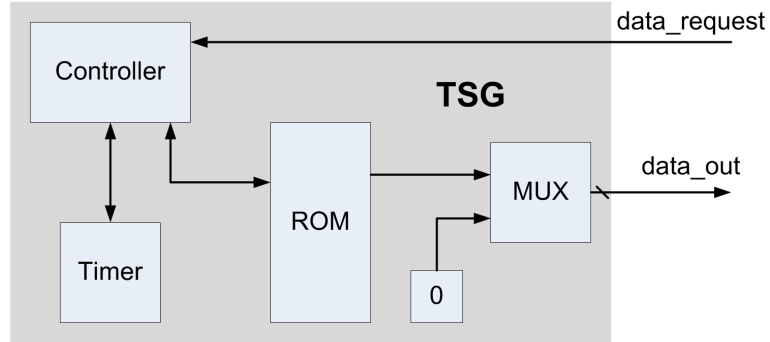 data_request
Controller
TSG
data_out
MUX
ROM
Timer
0